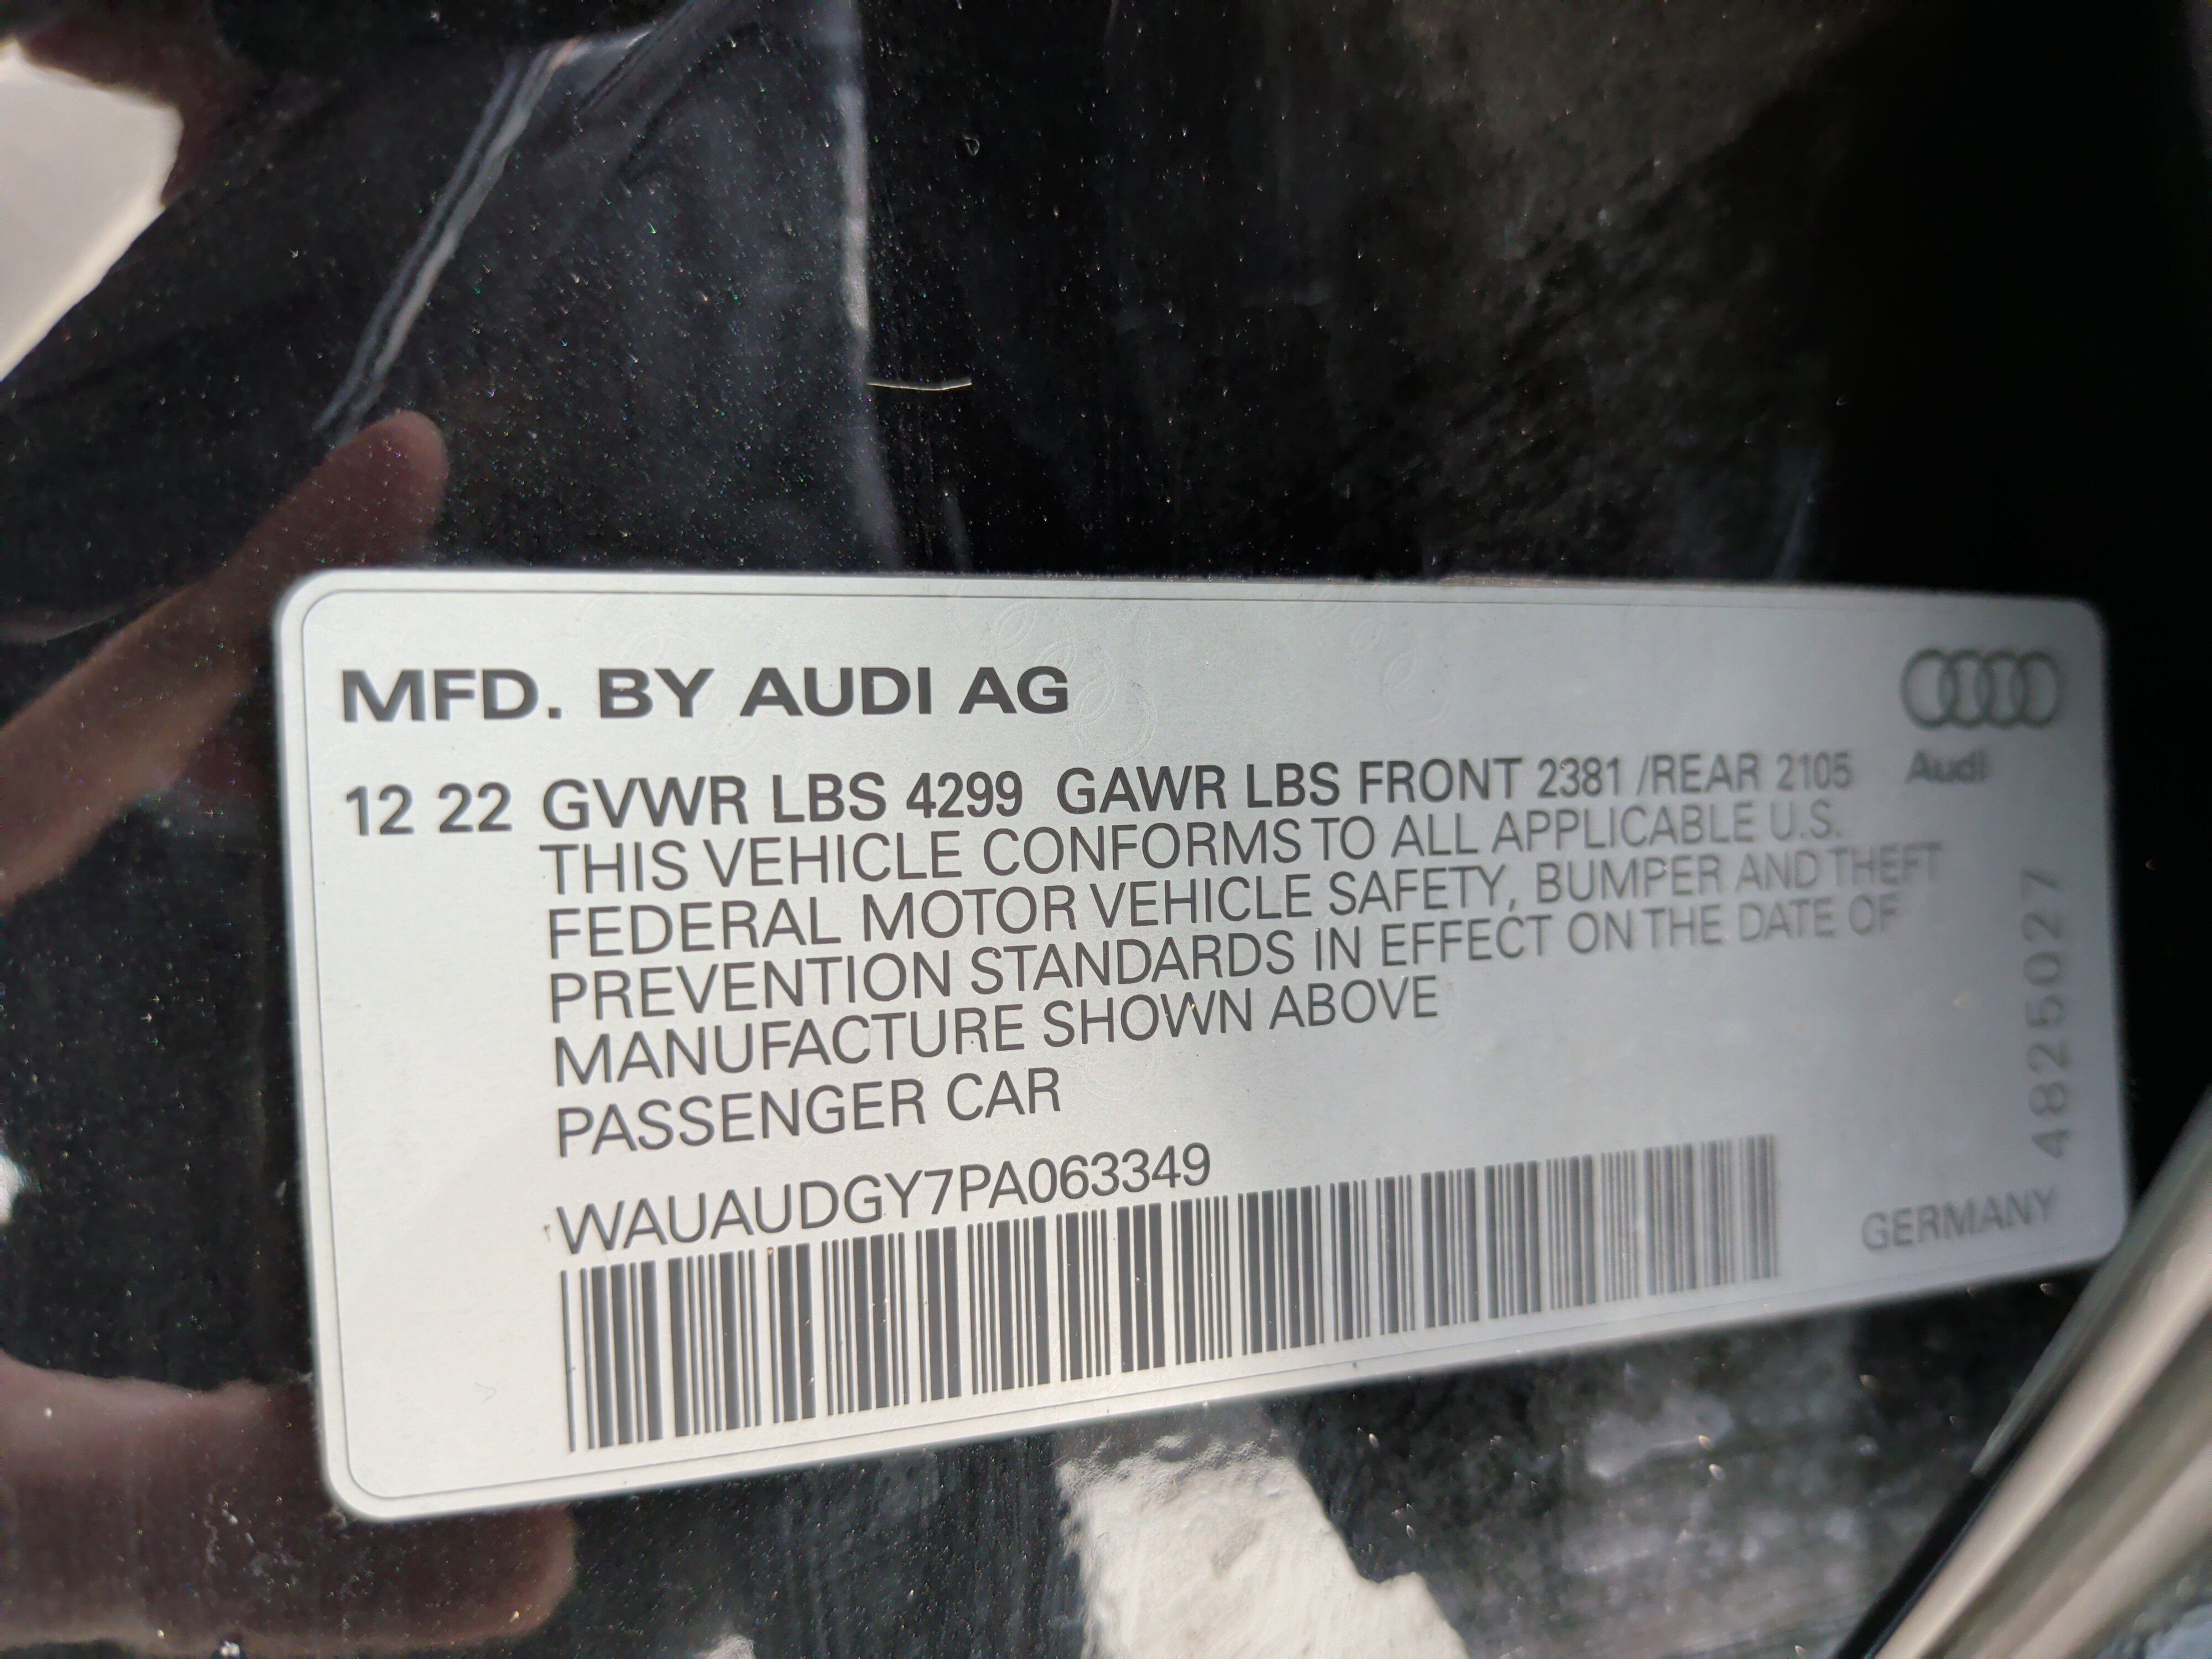 MFD. BY AUDI AG
Audi
12 22 GVWR LBS 4299 GAWR LBS FRONT 2381 /REAR 2105
THIS VEHICLE CONFORMS TO ALL APPLICABLE U.S.
FEDERAL MOTOR VEHICLE SAFETY, BUMPER AND THEFT
PREVENTION STANDARDS IN EFFECT ON THE DATE OF
MANUFACTURE SHOWN ABOVE
PASSENGER CAR
WAUAUDGY7PA063349
GERMANY
4825027